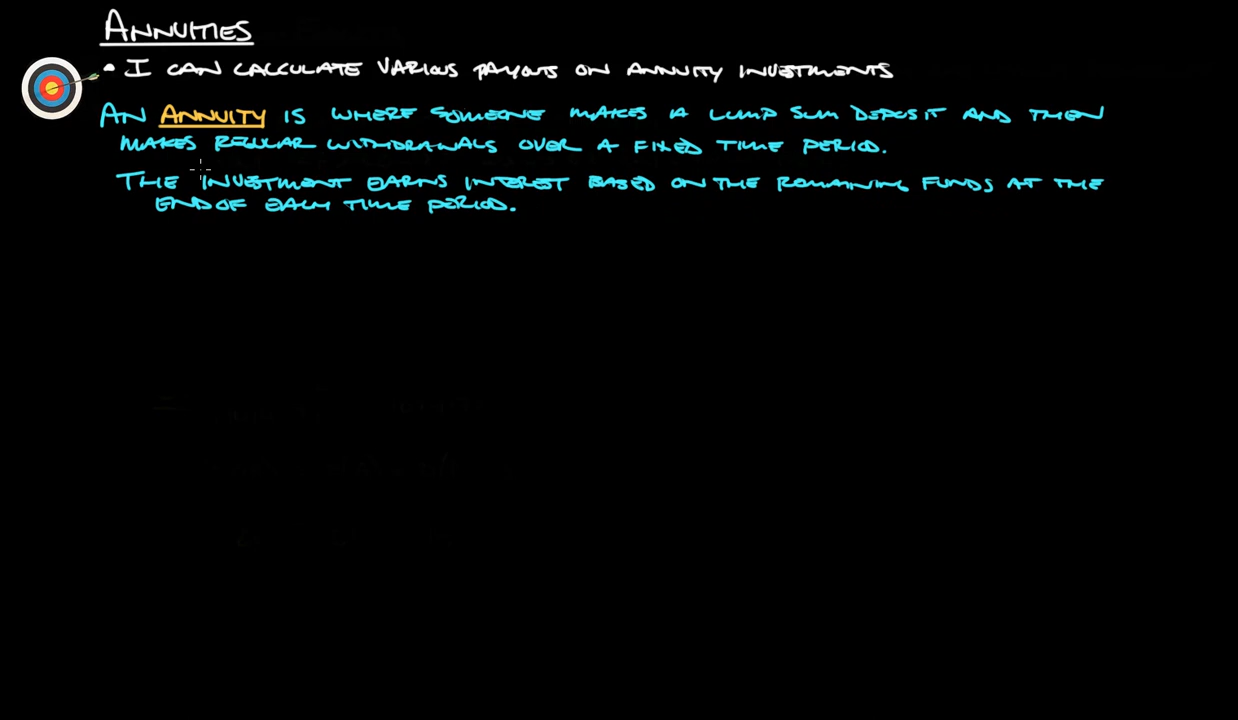 ANNUITIES
• I CAN CALCULATE VARIOUS PAYOUTS ON ANNUITY INVESTMENTS
AN ANNUITY IS WHERE SOMEONE MAKES A LUMP SUM DEPOSIT AND THEN
MAKES REGULAR WITHDRAWALS OVER A FIXED TIME PERIOD.
THE INVESTMENT EARNS INTEREST BASED ON THE REMAINING FUNDS AT THE
END OF EACH TIME PERIOD.